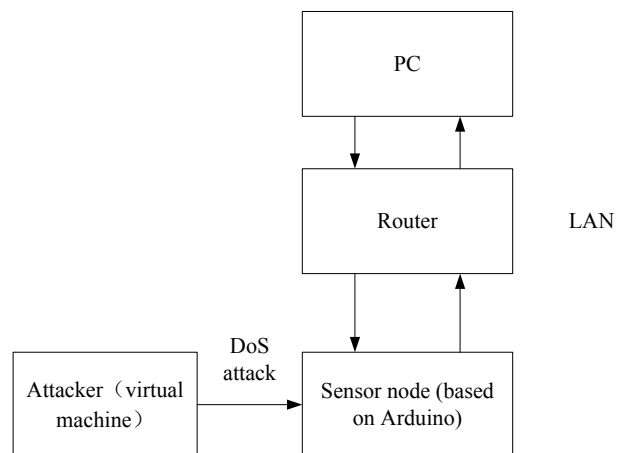 PC
Router
LAN
DoS
attack
Attacker（virtual
machine）
Sensor node (based
on Arduino)